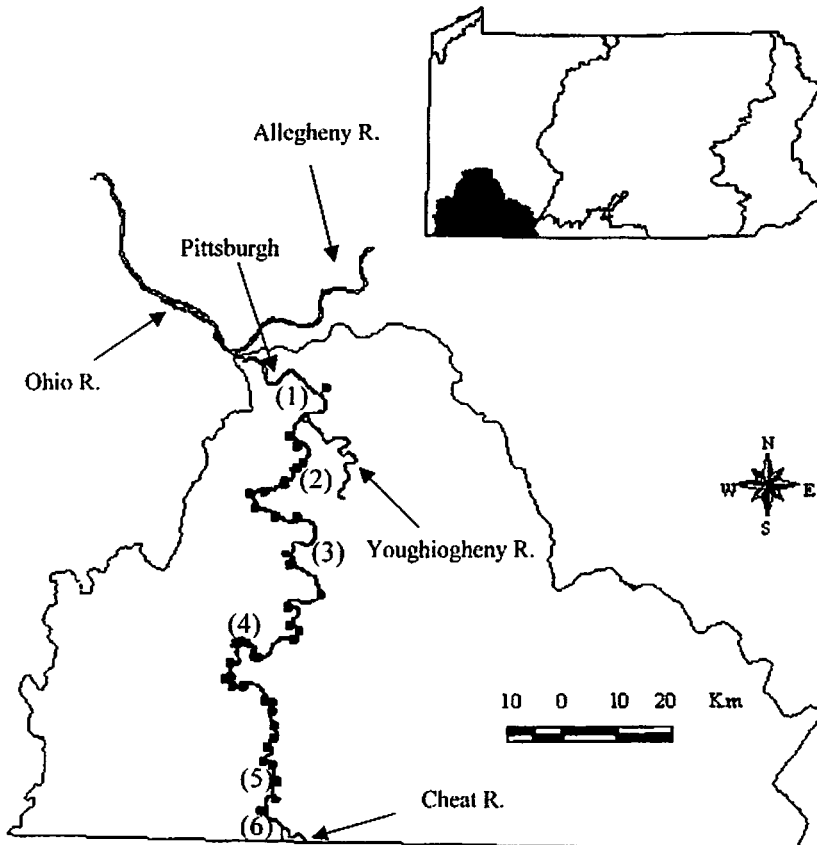 Allegheny R.
Pittsburgh
Ohio R.
(1)
(2)
Youghiogheny R.
(3)
(4)
N
W E
S
10 0 10 20 Km
(5)
Cheat R.
(6)